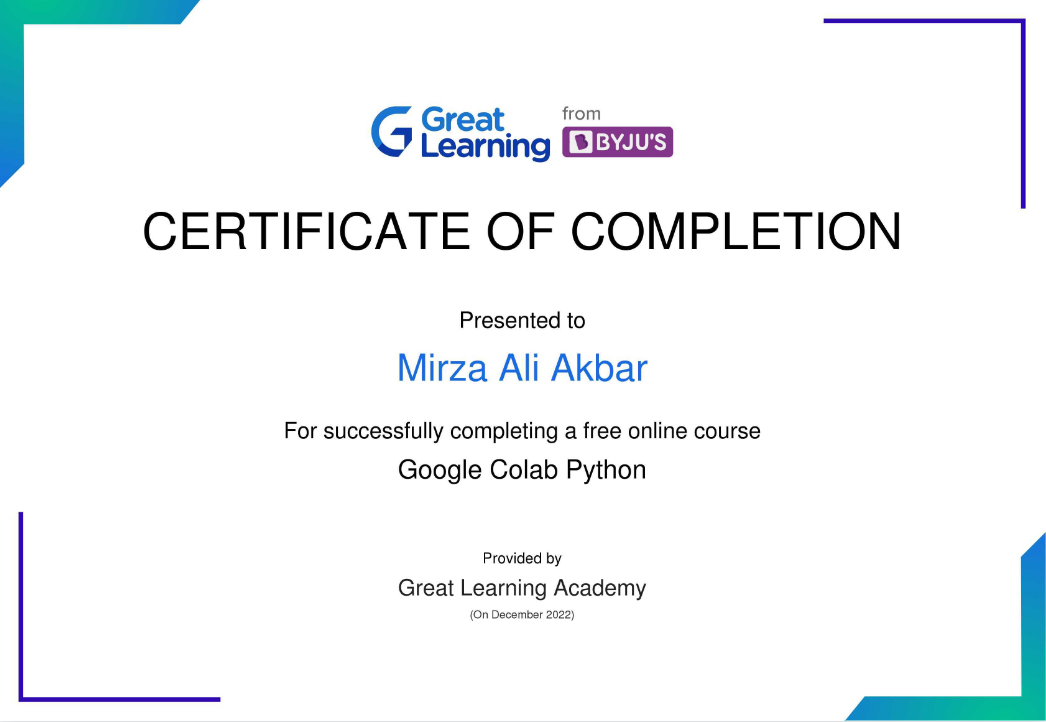 Great
Learning
from
BYJU'S
CERTIFICATE OF COMPLETION
Presented to
Mirza Ali Akbar
For successfully completing a free online course
Google Colab Python
Provided by
Great Learning Academy
(On December 2022)